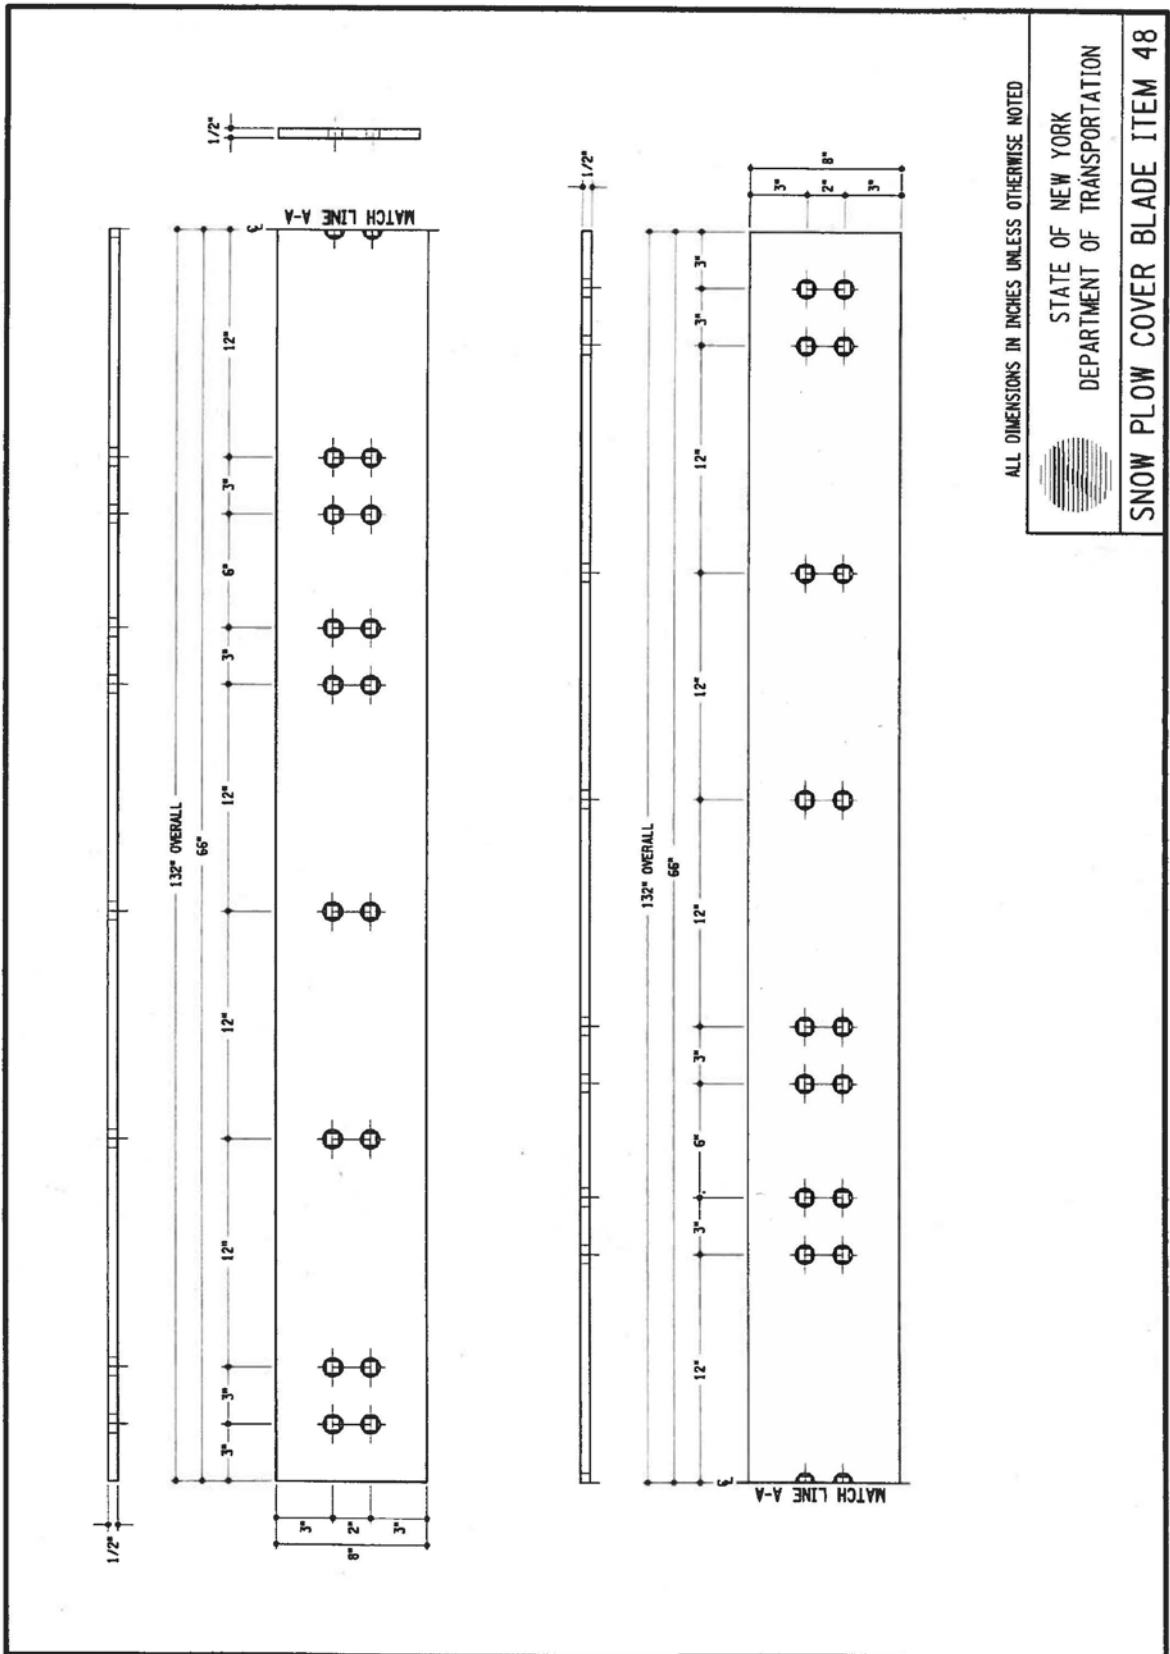 1/2"
132" OVERALL
66"
1/2"
3" 3" 12" 12" 12" 3" 6" 3" 12"
℄
MATCH LINE A-A
3"
2"
3"
8"
1/2"
132" OVERALL
66"
12" 3" 6" 3" 12" 12" 12" 3" 3"
℄
MATCH LINE A-A
3"
2"
3"
8"
ALL DIMENSIONS IN INCHES UNLESS OTHERWISE NOTED
STATE OF NEW YORK
DEPARTMENT OF TRANSPORTATION
SNOW PLOW COVER BLADE ITEM 48